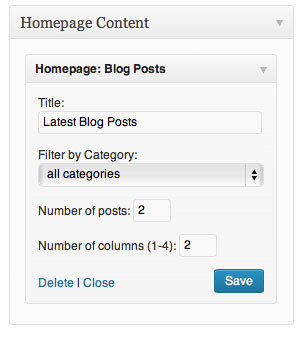 Homepage Content
Homepage: Blog Posts
Title:
Latest Blog Posts
Filter by Category:
all categories
Number of posts: 2
Number of columns (1-4): 2
Delete | Close Save